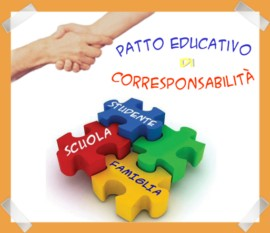 PATTO EDUCATIVO
DI
CORRESPONSABILITÀ
STUDENTE
SCUOLA
FAMIGLIA